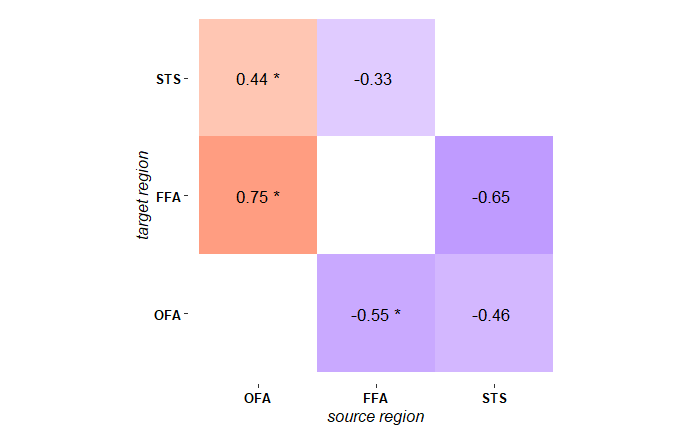 STS
0.44 *
-0.33
target region
FFA
0.75 *
-0.65
OFA
-0.55 *
-0.46
OFA
FFA
STS
source region